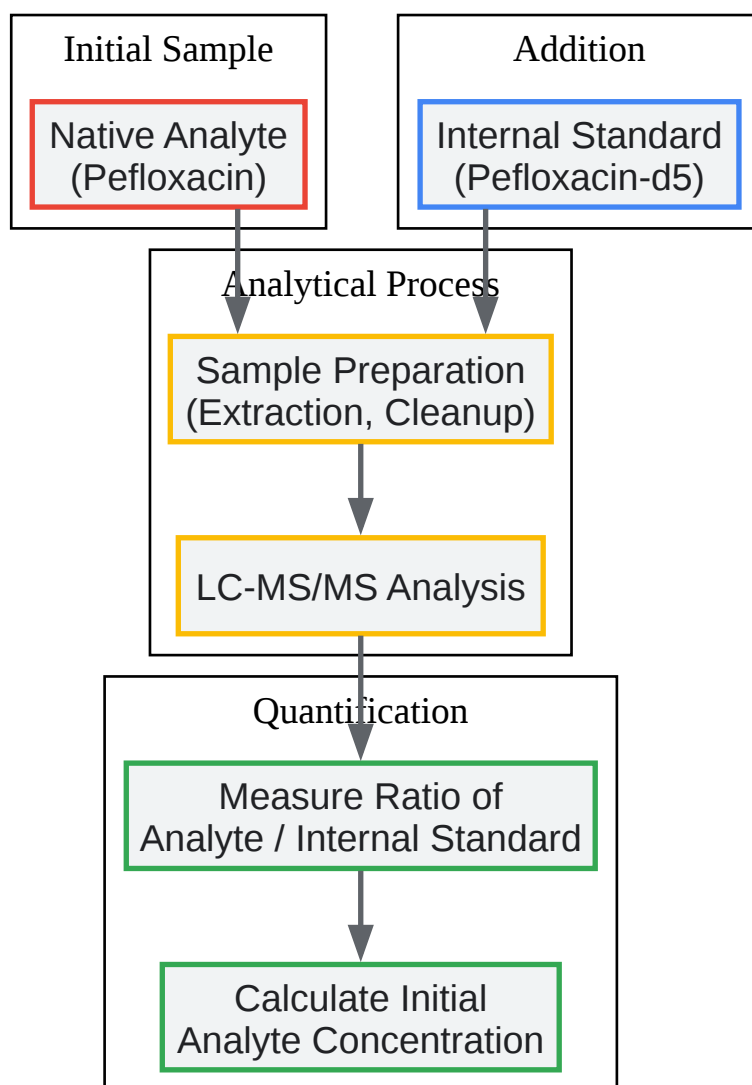 Initial Sample
Native Analyte
(Pefloxacin)
Addition
Internal Standard
(Pefloxacin-d5)
Analytical Process
Sample Preparation
(Extraction, Cleanup)
LC-MS/MS Analysis
Quantification
Measure Ratio of
Analyte / Internal Standard
Calculate Initial
Analyte Concentration